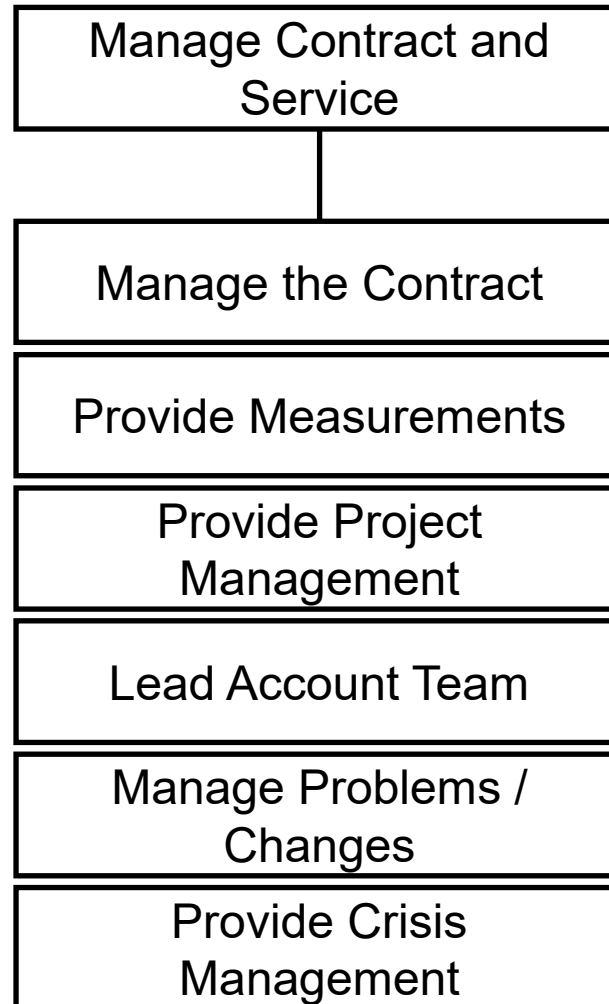 Manage Contract and
Service
Manage the Contract
Provide Measurements
Provide Project
Management
Lead Account Team
Manage Problems /
Changes
Provide Crisis
Management